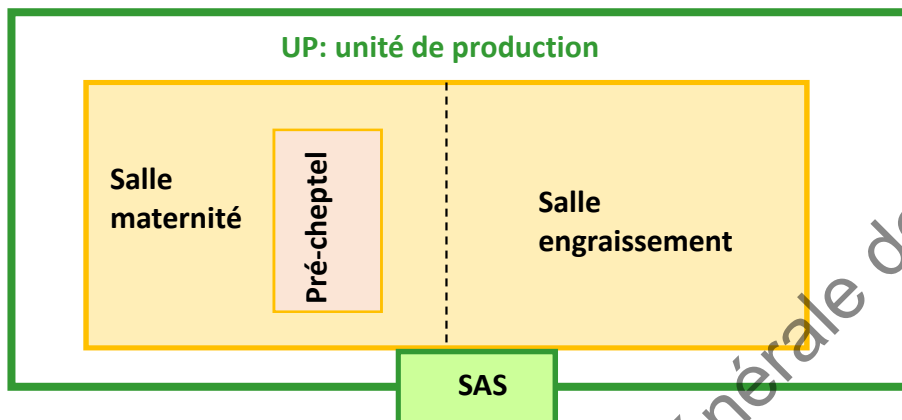 UP: unité de production
Salle
maternité
Pré-cheptel
Salle
engraissement
SAS